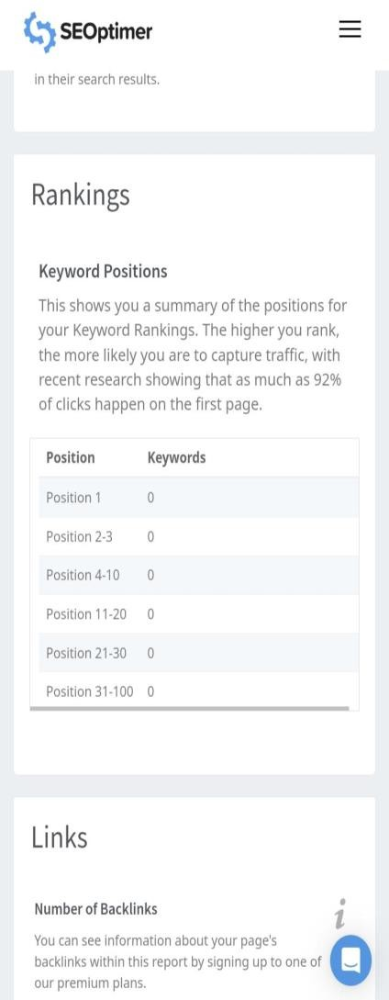 SEOptimer
in their search results.
Rankings
Keyword Positions
This shows you a summary of the positions for
your Keyword Rankings. The higher you rank,
the more likely you are to capture traffic, with
recent research showing that as much as 92%
of clicks happen on the first page.
Position Keywords
Position 1 0
Position 2-3 0
Position 4-10 0
Position 11-20 0
Position 21-30 0
Position 31-100 0
Links
Number of Backlinks
You can see information about your page's
backlinks within this report by signing up to one of
our premium plans.